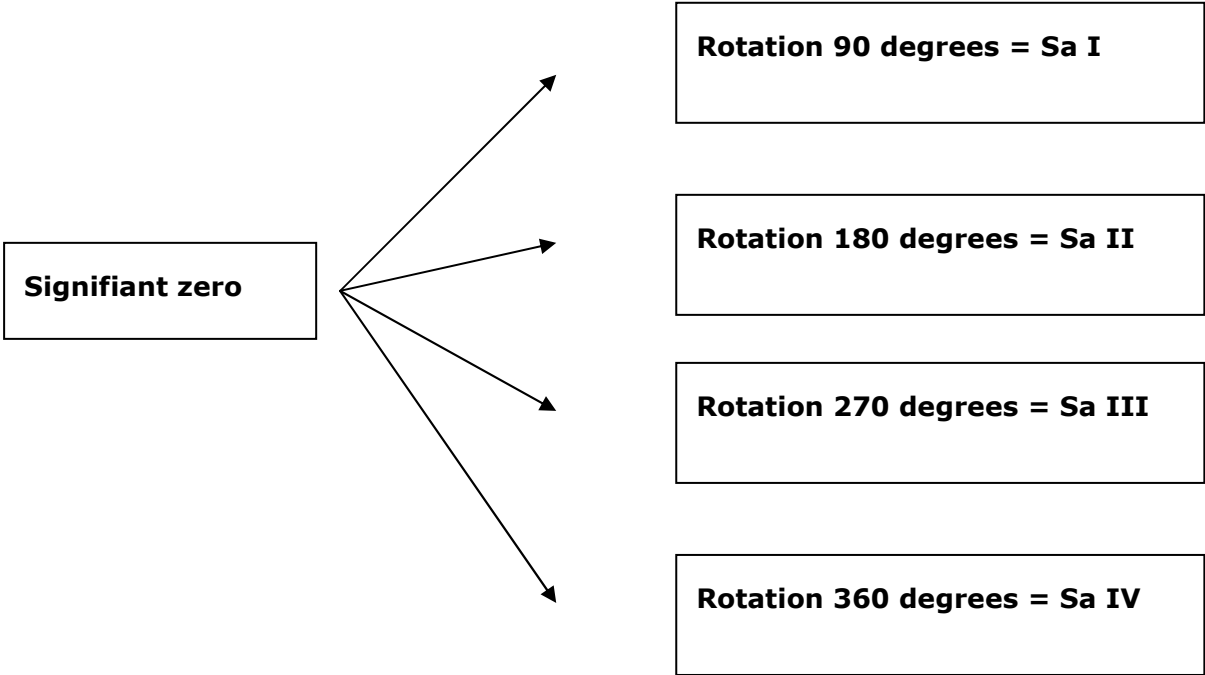 Rotation 90 degrees = Sa I
Rotation 180 degrees = Sa II
Signifiant zero
Rotation 270 degrees = Sa III
Rotation 360 degrees = Sa IV